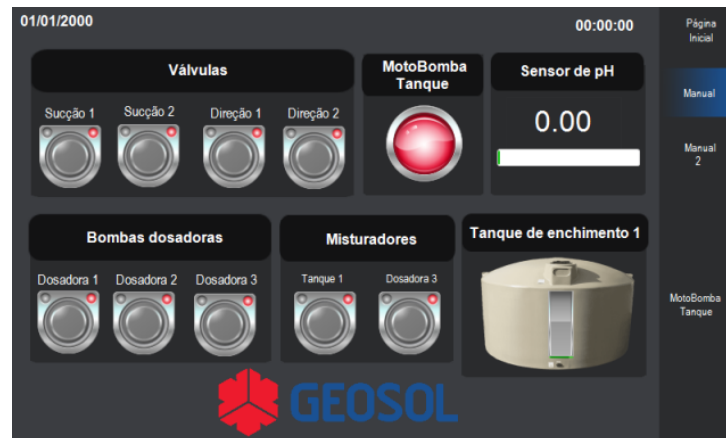 01/01/2000
00:00:00
Página
Inicial
Manual
Manual
2
MotoBomba
Tanque
Válvulas
Sucção 1
Sucção 2
Direção 1
Direção 2
MotoBomba
Tanque
Sensor de pH
0.00
Bombas dosadoras
Dosadora 1
Dosadora 2
Dosadora 3
Misturadores
Tanque 1
Dosadora 3
Tanque de enchimento 1
GEOSOL